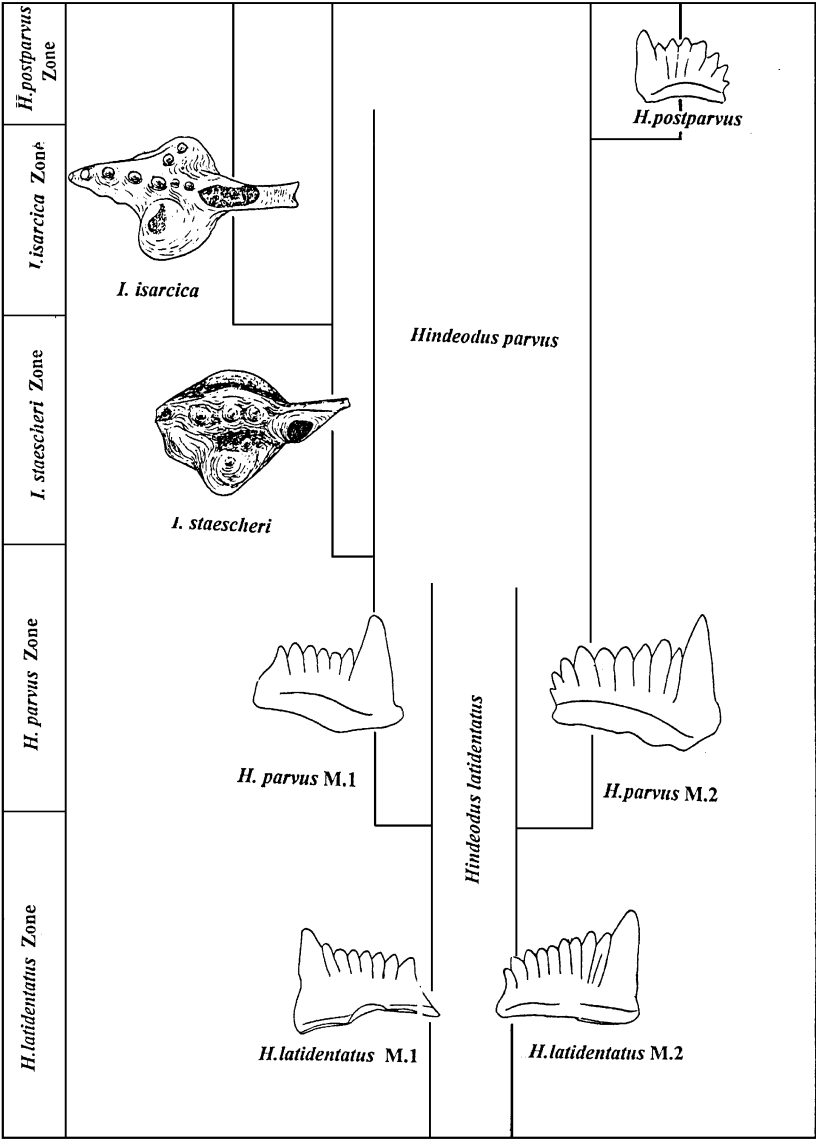 H.postparvus
Zone
H.postparvus
I.isarcica Zone
I. isarcica
Hindeodus parvus
I. staescheri Zone
I. staescheri
H. parvus Zone
H. parvus M.1
Hindeodus latidentatus
H.parvus M.2
H.latidentatus Zone
H.latidentatus M.1
H.latidentatus M.2